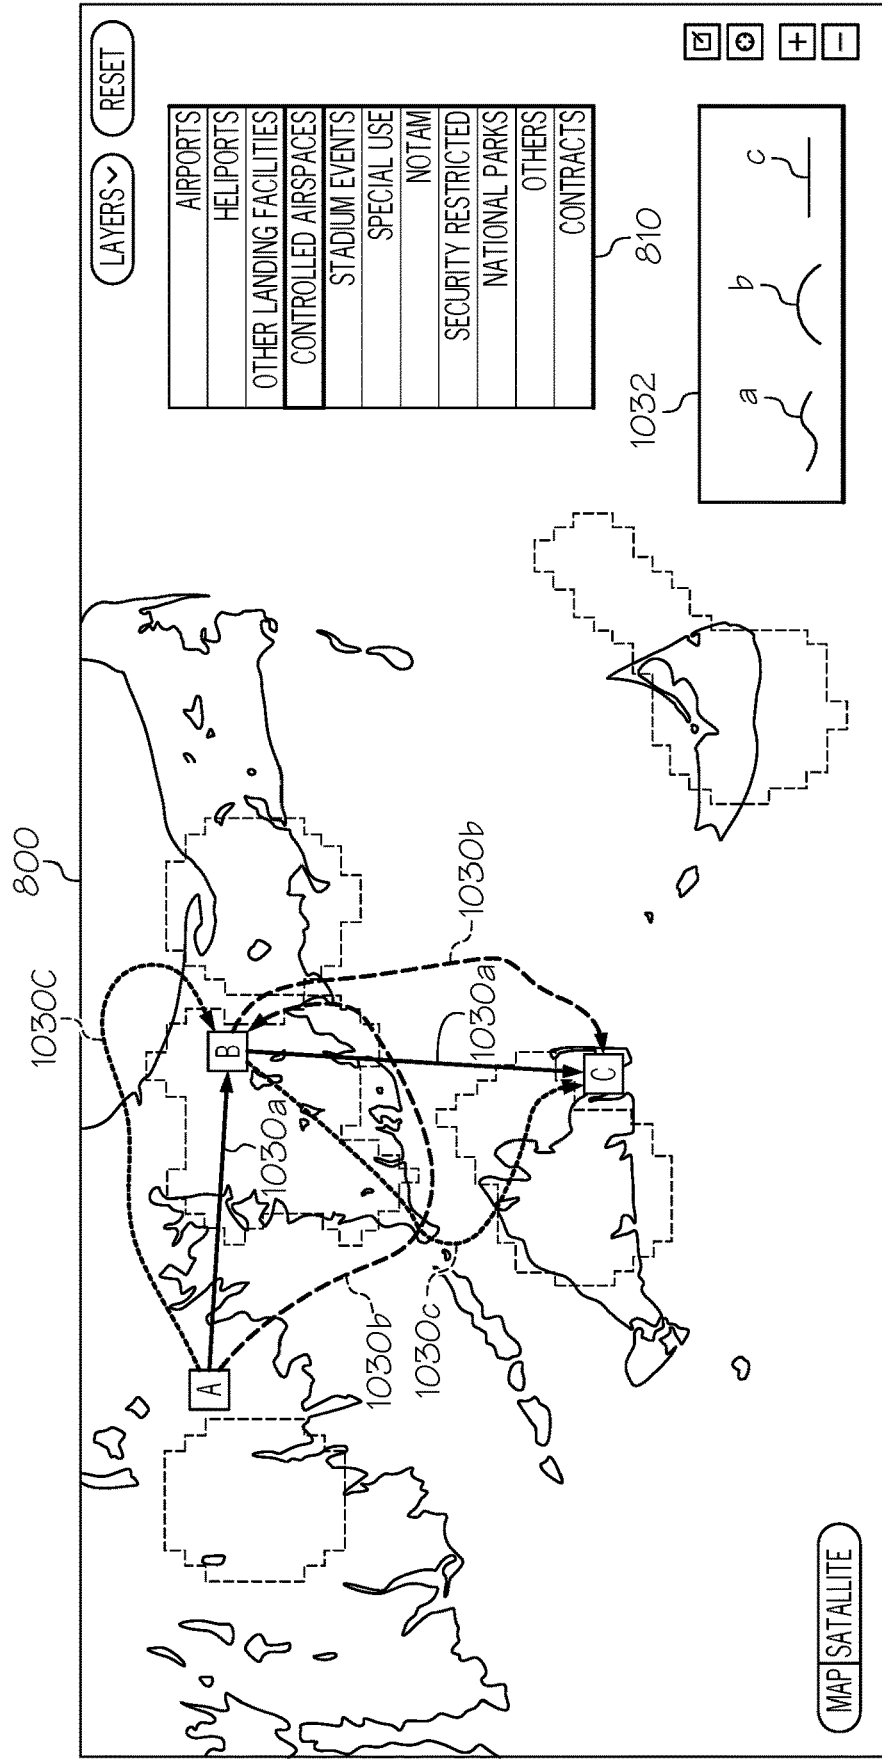 800
LAYERS
RESET
AIRPORTS
HELIPORTS
OTHER LANDING FACILITIES
CONTROLLED AIRSPACES
STADIUM EVENTS
SPECIAL USE
NOTAM
SECURITY RESTRICTED
NATIONAL PARKS
OTHERS
CONTRACTS
810
1032
a
b
c
+
−
1030C
A
B
1030a
1030b
1030a
1030b
1030c
C
MAP SATALLITE